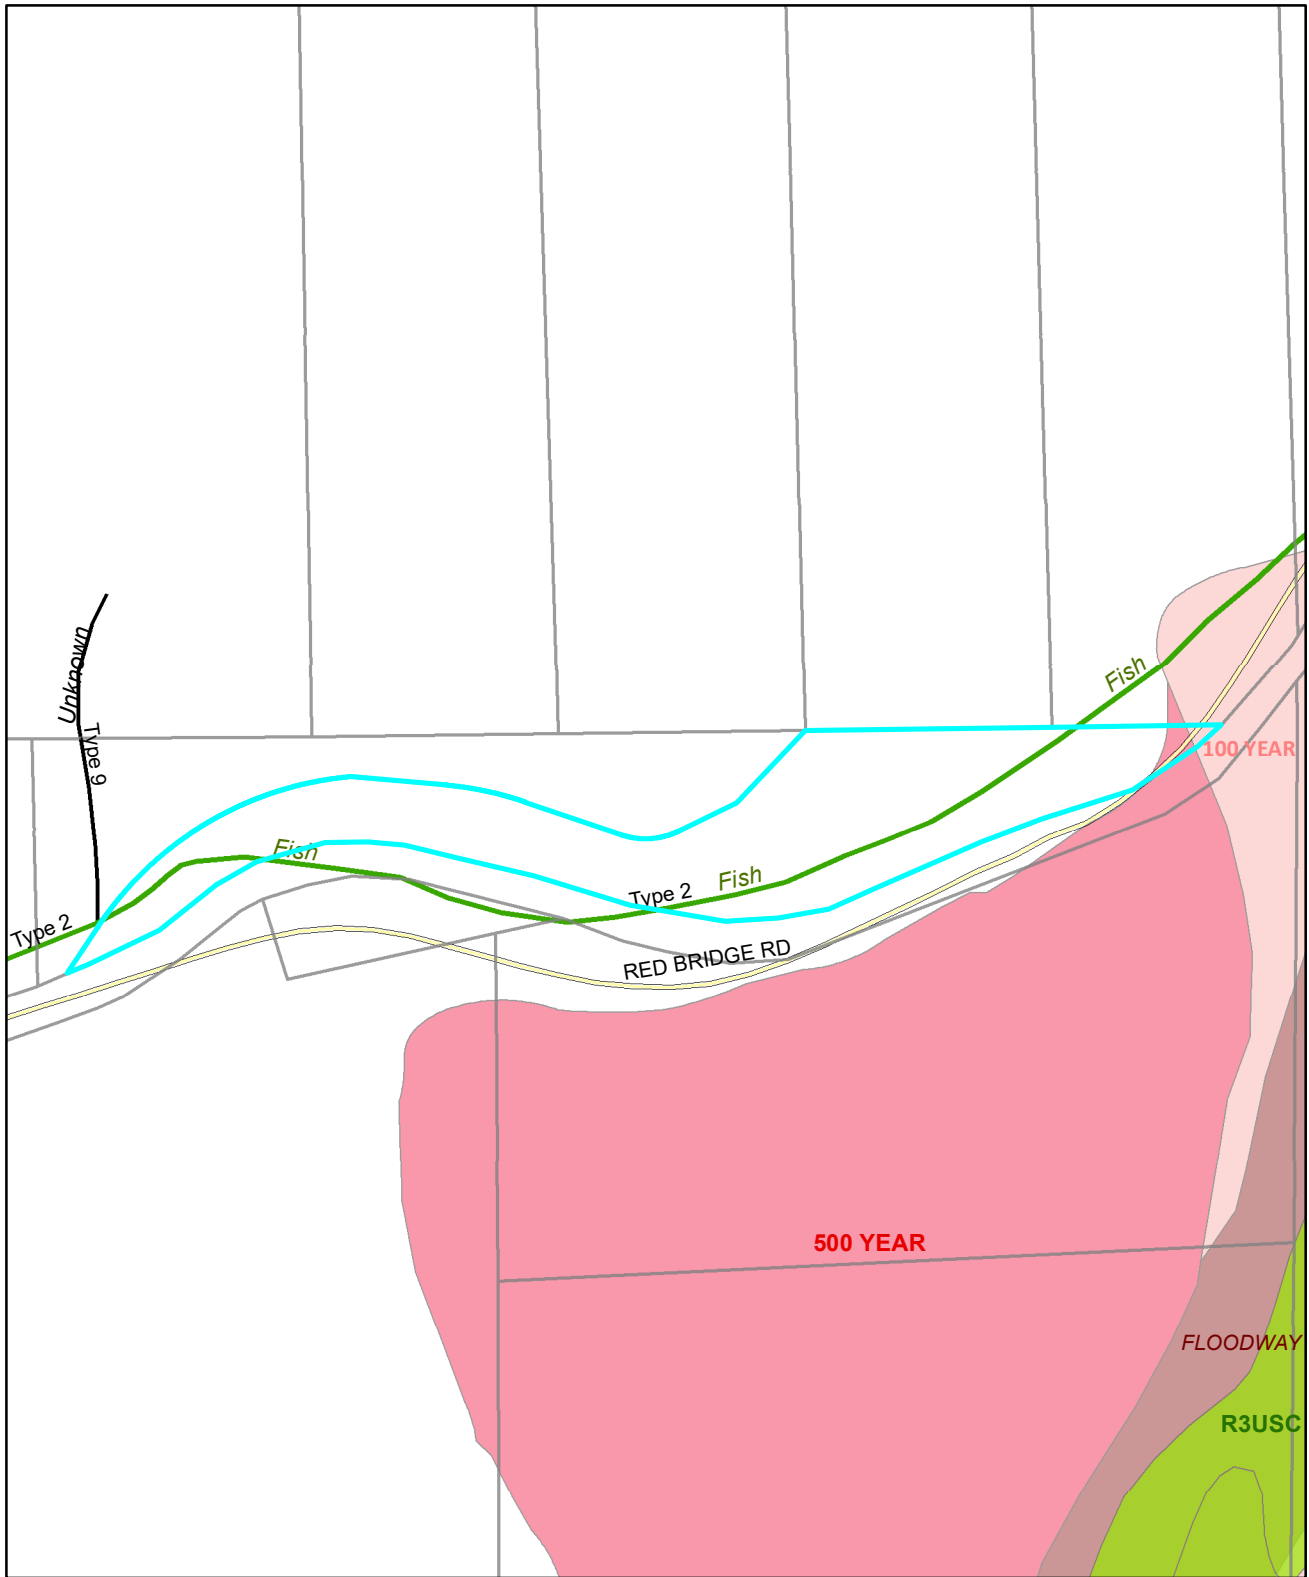 Unknown
Fish
Type 9
100 YEAR
Fish
Fish
Type 2
Type 2
RED BRIDGE RD
500 YEAR
FLOODWAY
R3USC